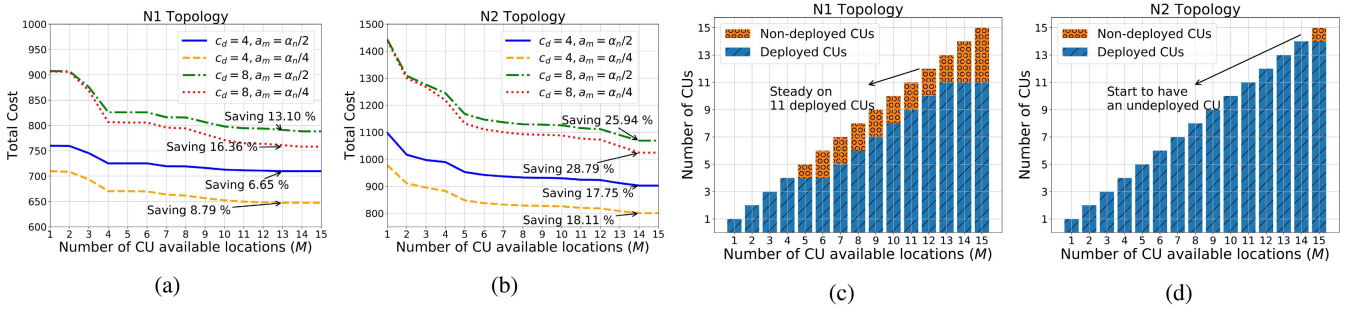 N1 Topology
Total Cost
1000
950
900
850
800
750
700
650
600
c_d = 4, a_m = α_n/2
c_d = 4, a_m = α_n/4
c_d = 8, a_m = α_n/2
c_d = 8, a_m = α_n/4
Saving 13.10 %
Saving 16.36 %
Saving 6.65 %
Saving 8.79 %
1 2 3 4 5 6 7 8 9 10 11 12 13 14 15
Number of CU available locations (M)
(a)
N2 Topology
1500
1400
1300
1200
1100
1000
900
800
c_d = 4, a_m = α_n/2
c_d = 4, a_m = α_n/4
c_d = 8, a_m = α_n/2
c_d = 8, a_m = α_n/4
Saving 25.94 %
Saving 28.79 %
Saving 17.75 %
Saving 18.11 %
1 2 3 4 5 6 7 8 9 10 11 12 13 14 15
Total Cost
Number of CU available locations (M)
(b)
N1 Topology
Number of CUs
15
13
11
9
7
5
3
1
Non-deployed CUs
Deployed CUs
Steady on
11 deployed CUs
1 2 3 4 5 6 7 8 9 10 11 12 13 14 15
Number of CU available locations (M)
(c)
N2 Topology
Number of CUs
15
13
11
9
7
5
3
1
Non-deployed CUs
Deployed CUs
Start to have
an undeployed CU
1 2 3 4 5 6 7 8 9 10 11 12 13 14 15
Number of CU available locations (M)
(d)